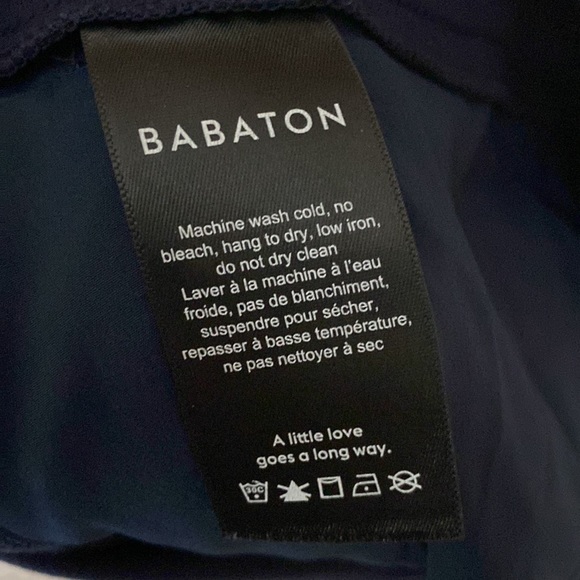 BABATON
Machine wash cold, no
bleach, hang to dry, low iron,
do not dry clean
Laver à la machine à l'eau
froide, pas de blanchiment,
suspendre pour sécher,
repasser à basse température,
ne pas nettoyer à sec
A little love
goes a long way.
30C